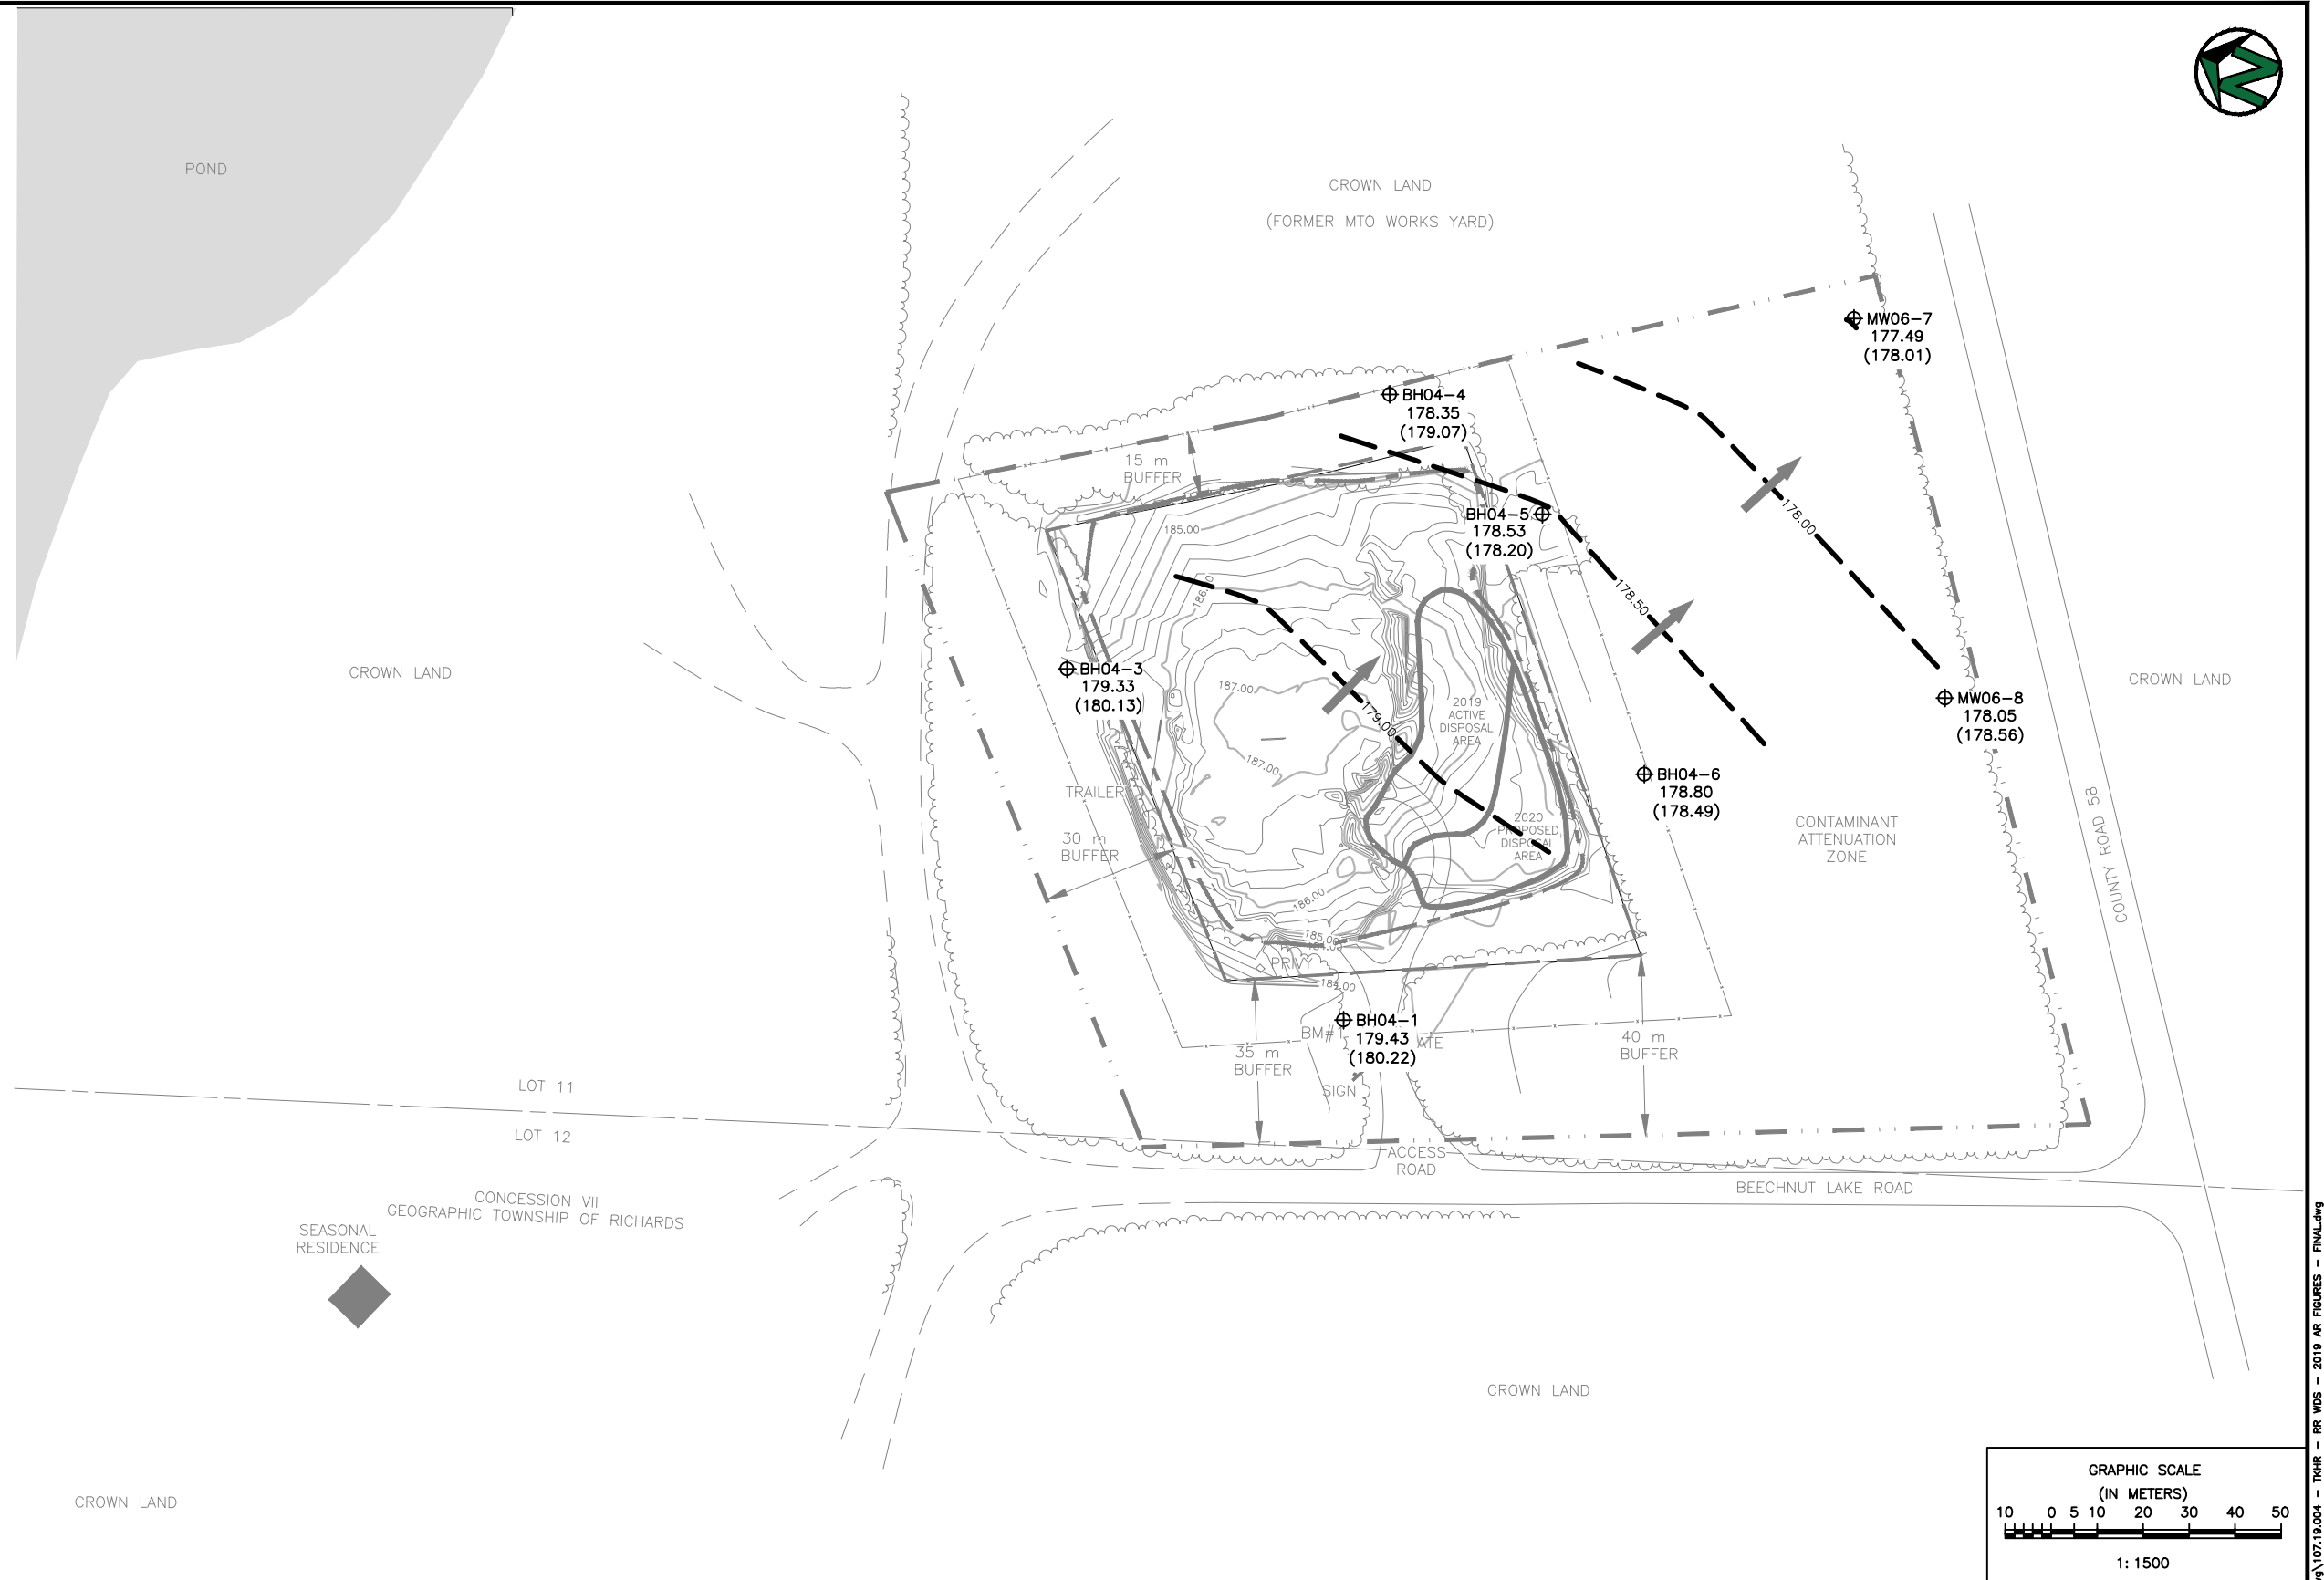 POND
CROWN LAND
(FORMER MTO WORKS YARD)
MW06-7
177.49
(178.01)
BH04-4
178.35
(179.07)
15 m
BUFFER
BH04-5
178.53
(178.20)
185.00
186.
178.00
178.50
CROWN LAND
BH04-3
179.33
(180.13)
187.00
179.00
2019
ACTIVE
DISPOSAL
AREA
CROWN LAND
MW06-8
178.05
(178.56)
187.00
TRAILER
BH04-6
178.80
(178.49)
30 m
BUFFER
2020
PROPOSED
DISPOSAL
AREA
CONTAMINANT
ATTENUATION
ZONE
COUNTY ROAD 58
186.00
185.00
PRIVY
BM#1
BH04-1
179.43
(180.22)
ATE
35 m
BUFFER
40 m
BUFFER
SIGN
LOT 11
LOT 12
ACCESS
ROAD
BEECHNUT LAKE ROAD
CONCESSION VII
GEOGRAPHIC TOWNSHIP OF RICHARDS
SEASONAL
RESIDENCE
CROWN LAND
CROWN LAND
GRAPHIC SCALE
(IN METERS)
10 0 5 10 20 30 40 50
1:1500
\107.19.004 - TKHR - RR WDS - 2019 AR FIGURES - FINAL.dwg